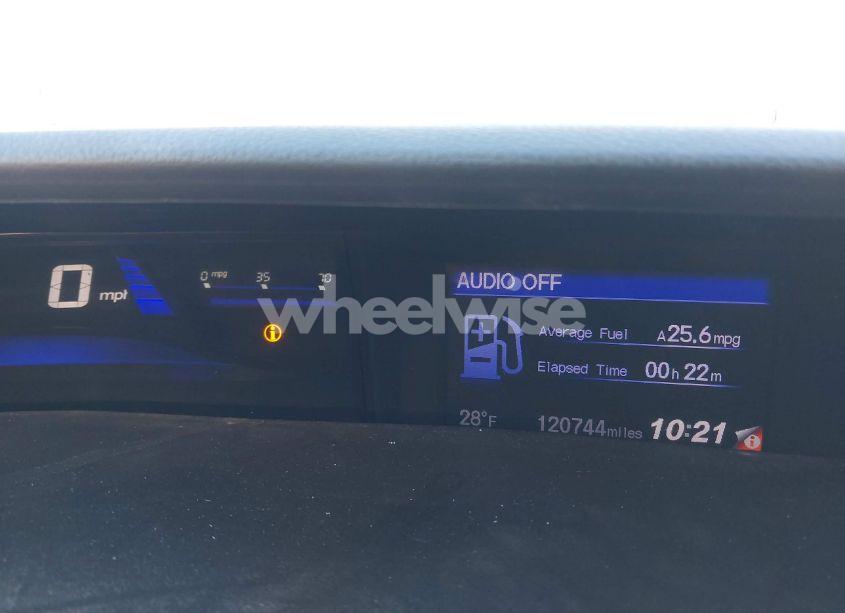 0 mph
0 mpg 35 70
AUDIO OFF
wheelwise
Average Fuel A25.6mpg
Elapsed Time 00h 22m
28°F 120744miles 10:21